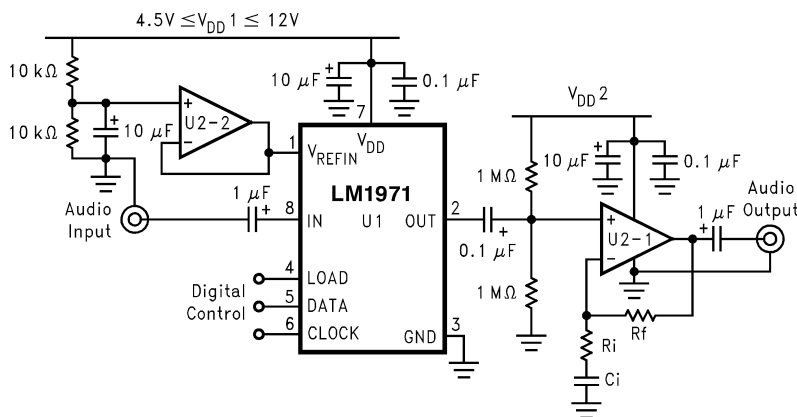 4.5V ≤ V_DD 1 ≤ 12V
10 kΩ
10 kΩ
+
10 μF
+
−
U2-2
10 μF
+
0.1 μF
7
V_DD
1
V_REFIN
LM1971
U1
1 μF
+
8
IN
OUT
2
Audio
Input
4
LOAD
5
DATA
6
CLOCK
Digital
Control
GND
3
0.1 μF
+
1 MΩ
1 MΩ
V_DD 2
10 μF
+
0.1 μF
+
−
U2-1
+
1 μF
Audio
Output
Rf
Ri
Ci